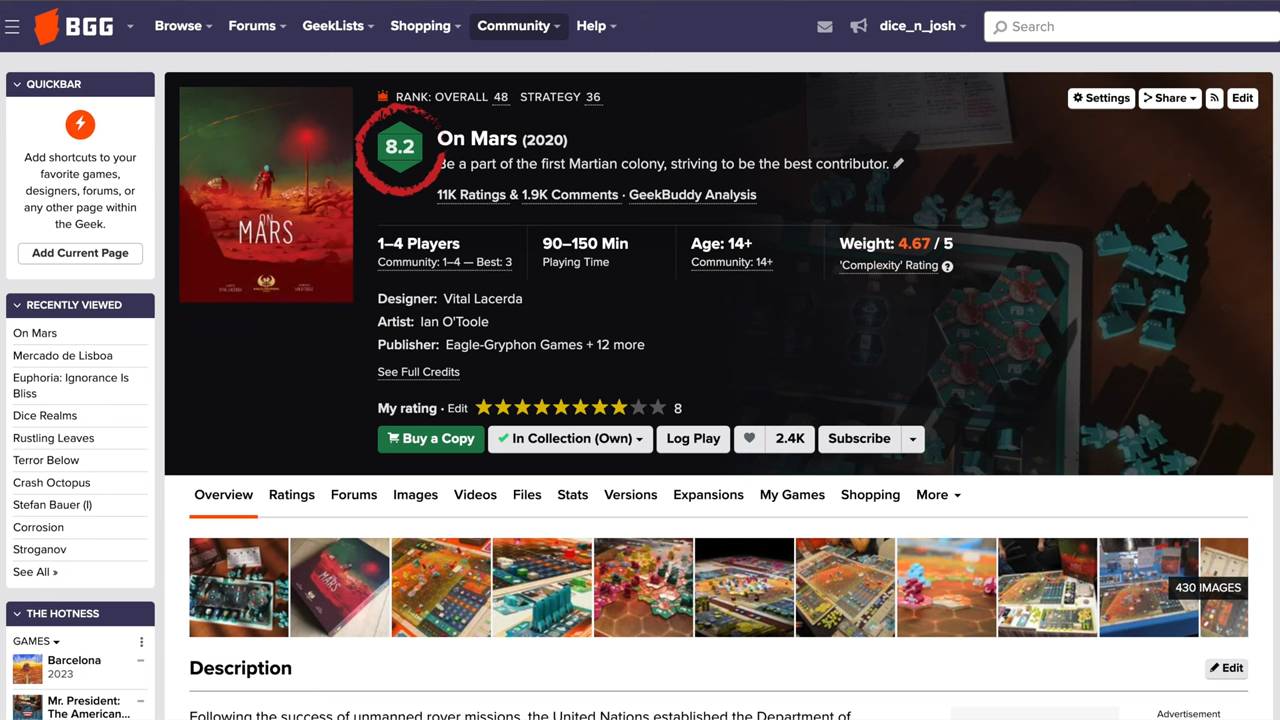 BGG
Browse
Forums
GeekLists
Shopping
Community
Help
dice_n_josh
Search
QUICKBAR
Add shortcuts to your
favorite games,
designers, forums, or
any other page within
the Geek.
Add Current Page
RECENTLY VIEWED
On Mars
Mercado de Lisboa
Euphoria: Ignorance Is
Bliss
Dice Realms
Rustling Leaves
Terror Below
Crash Octopus
Stefan Bauer (I)
Corrosion
Stroganov
See All »
THE HOTNESS
GAMES
Barcelona
2023
Mr. President:
The American...
ON
MARS
VITAL LACERDA
IAN O'TOOLE
RANK: OVERALL 48 STRATEGY 36
Settings
Share
Edit
8.2
On Mars (2020)
Be a part of the first Martian colony, striving to be the best contributor.
11K Ratings & 1.9K Comments · GeekBuddy Analysis
1–4 Players
Community: 1–4 — Best: 3
90–150 Min
Playing Time
Age: 14+
Community: 14+
Weight: 4.67 / 5
'Complexity' Rating
Designer: Vital Lacerda
Artist: Ian O'Toole
Publisher: Eagle-Gryphon Games + 12 more
See Full Credits
My rating · Edit 8
Buy a Copy
In Collection (Own)
Log Play
2.4K
Subscribe
Overview
Ratings
Forums
Images
Videos
Files
Stats
Versions
Expansions
My Games
Shopping
More
MARS
430 IMAGES
Description
Edit
Following the success of unmanned rover missions, the United Nations established the Department of
Advertisement